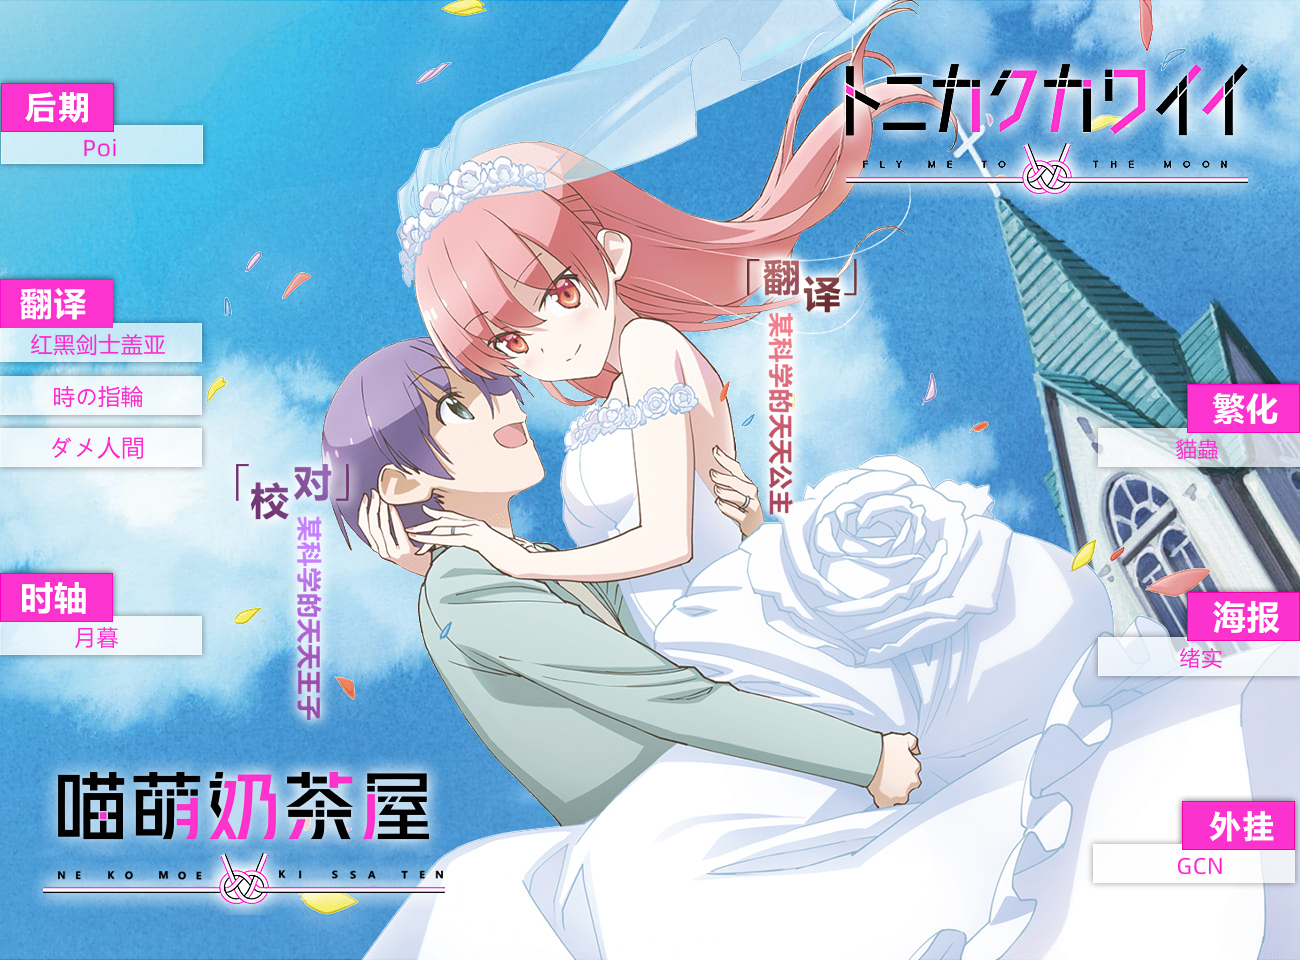 トニカクカワイイ
FLY ME TO THE MOON
后期
Poi
翻译
红黑剑士盖亚
時の指輪
ダメ人間
时轴
月暮
「翻译」
某科学的天天公主
「校对」
某科学的天天王子
繁化
貓蟲
海报
绪实
外挂
GCN
喵萌奶茶屋
NE KO MOE KI SSA TEN